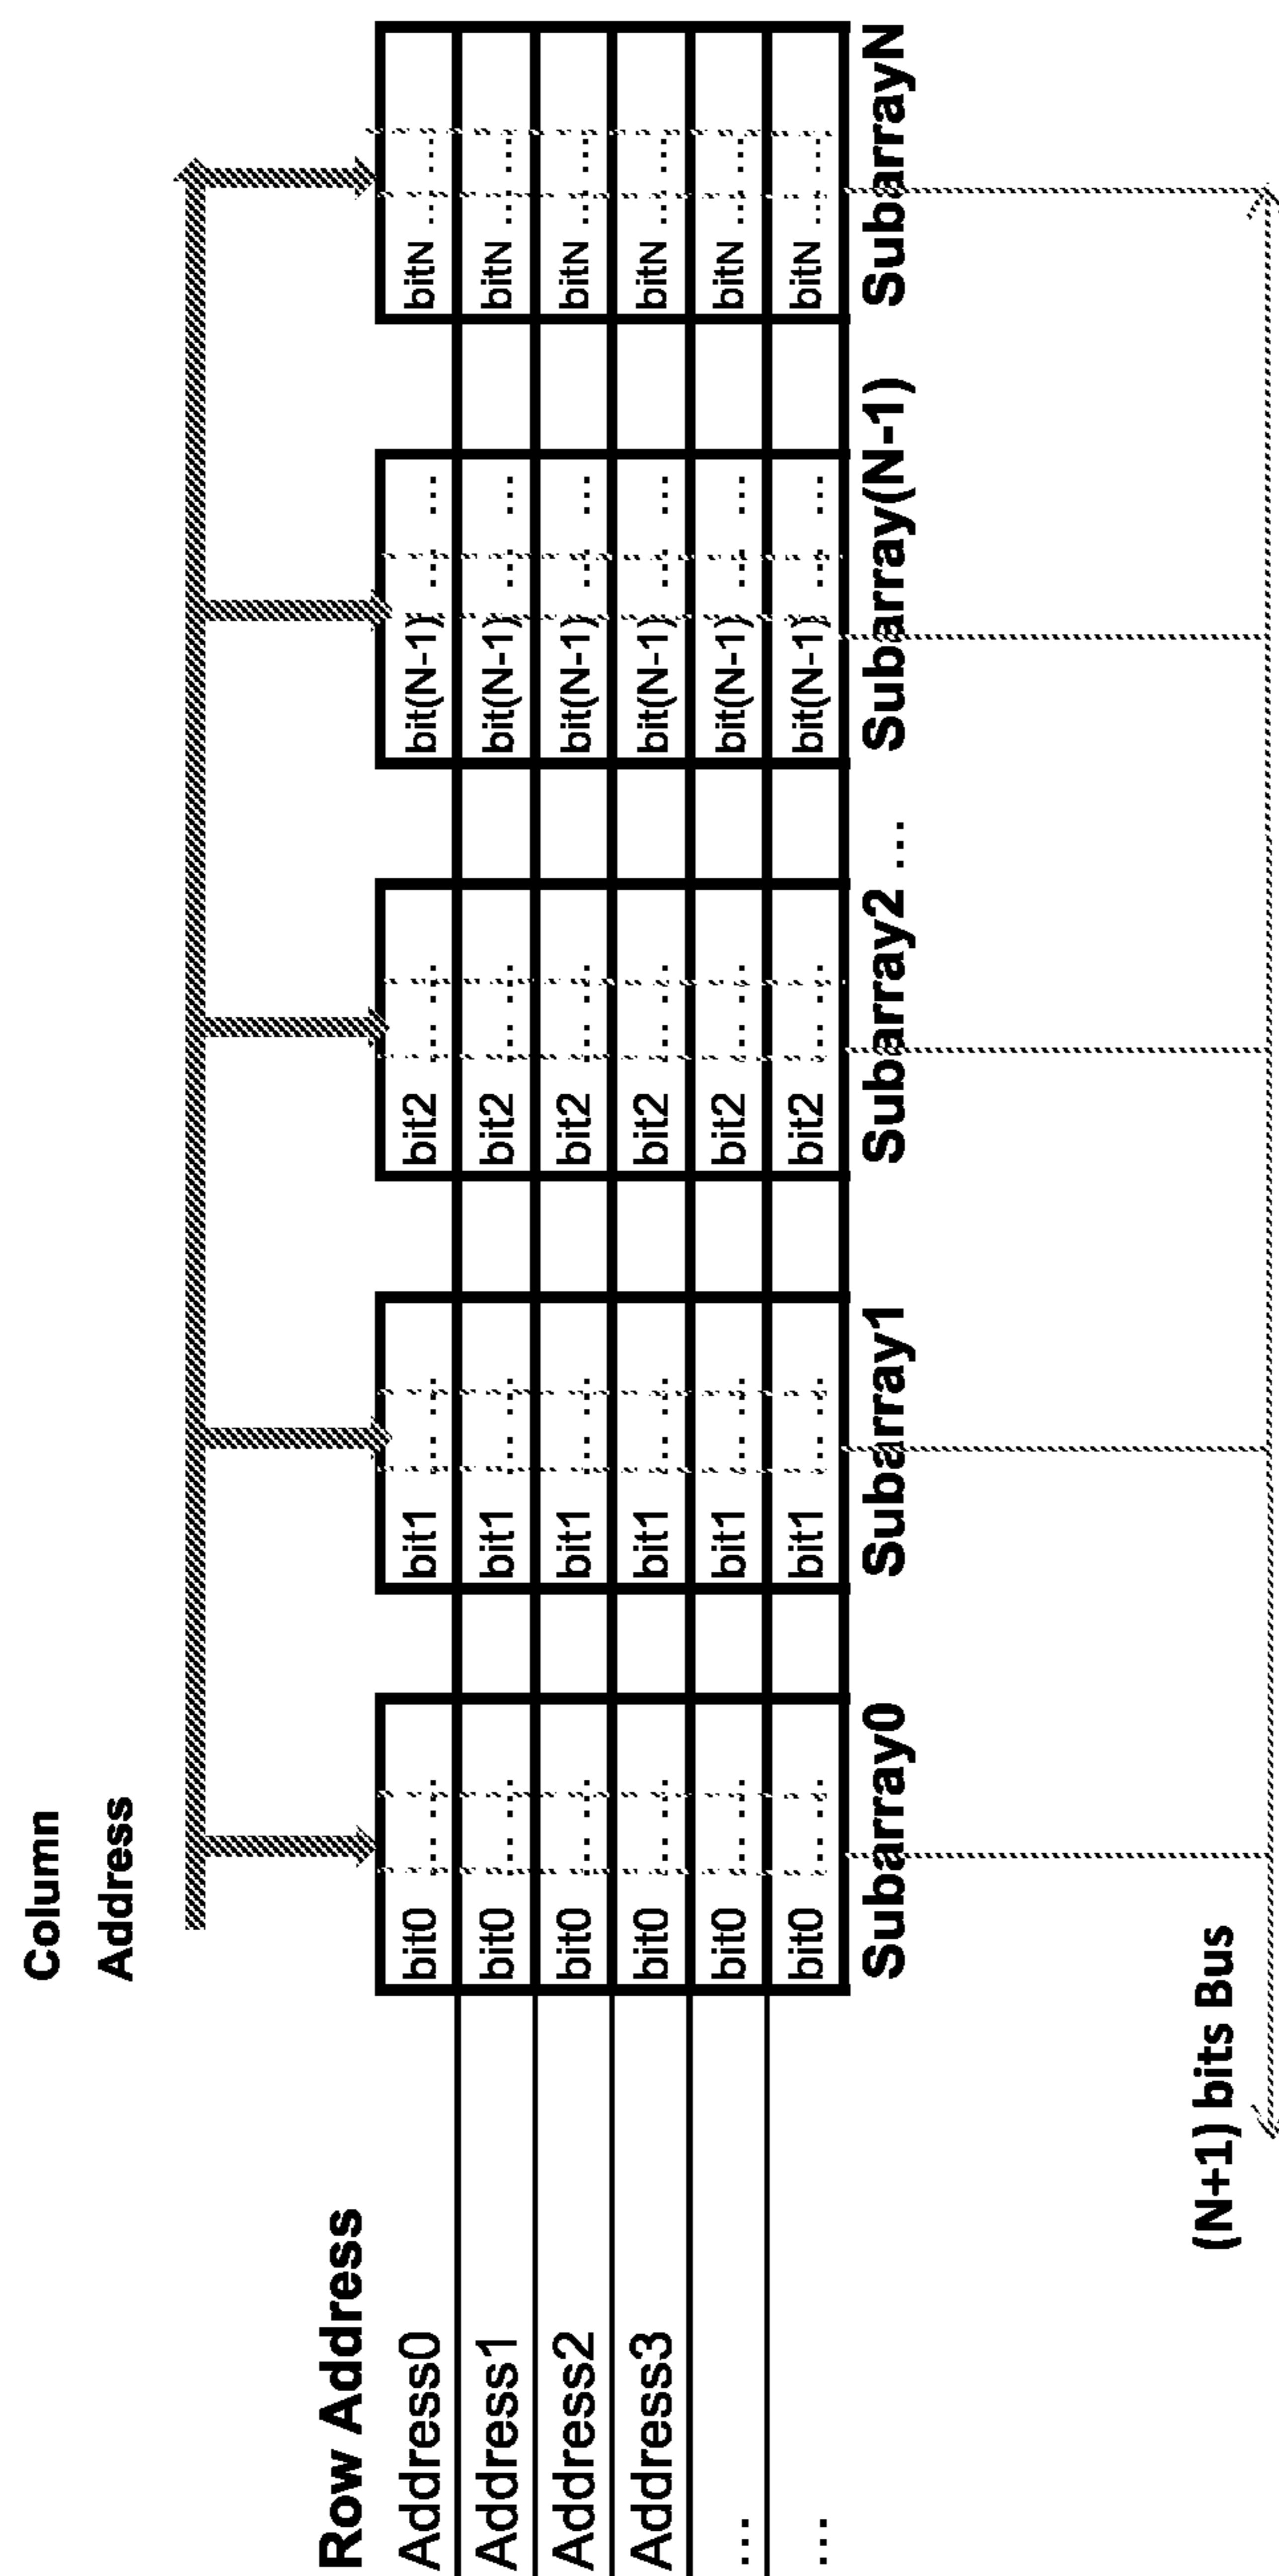 Column
Address
Row Address
Address0 bit0 ... ... bit1 ... ... bit2 ... ... bit(N-1) ... ... bitN ... ...
Address1 bit0 ... ... bit1 ... ... bit2 ... ... bit(N-1) ... ... bitN ... ...
Address2 bit0 ... ... bit1 ... ... bit2 ... ... bit(N-1) ... ... bitN ... ...
Address3 bit0 ... ... bit1 ... ... bit2 ... ... bit(N-1) ... ... bitN ... ...
... bit0 ... ... bit1 ... ... bit2 ... ... bit(N-1) ... ... bitN ... ...
... bit0 ... ... bit1 ... ... bit2 ... ... bit(N-1) ... ... bitN ... ...
Subarray0 Subarray1 Subarray2 ... Subarray(N-1) SubarrayN
(N+1) bits Bus